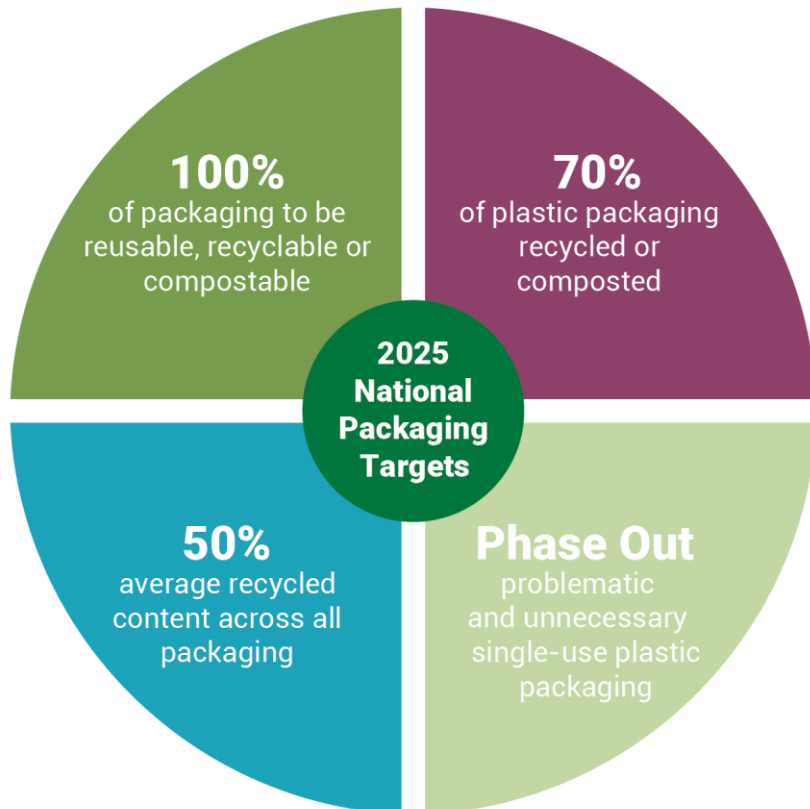 100%
of packaging to be
reusable, recyclable or
compostable
70%
of plastic packaging
recycled or
composted
2025
National
Packaging
Targets
50%
average recycled
content across all
packaging
Phase Out
problematic
and unnecessary
single-use plastic
packaging